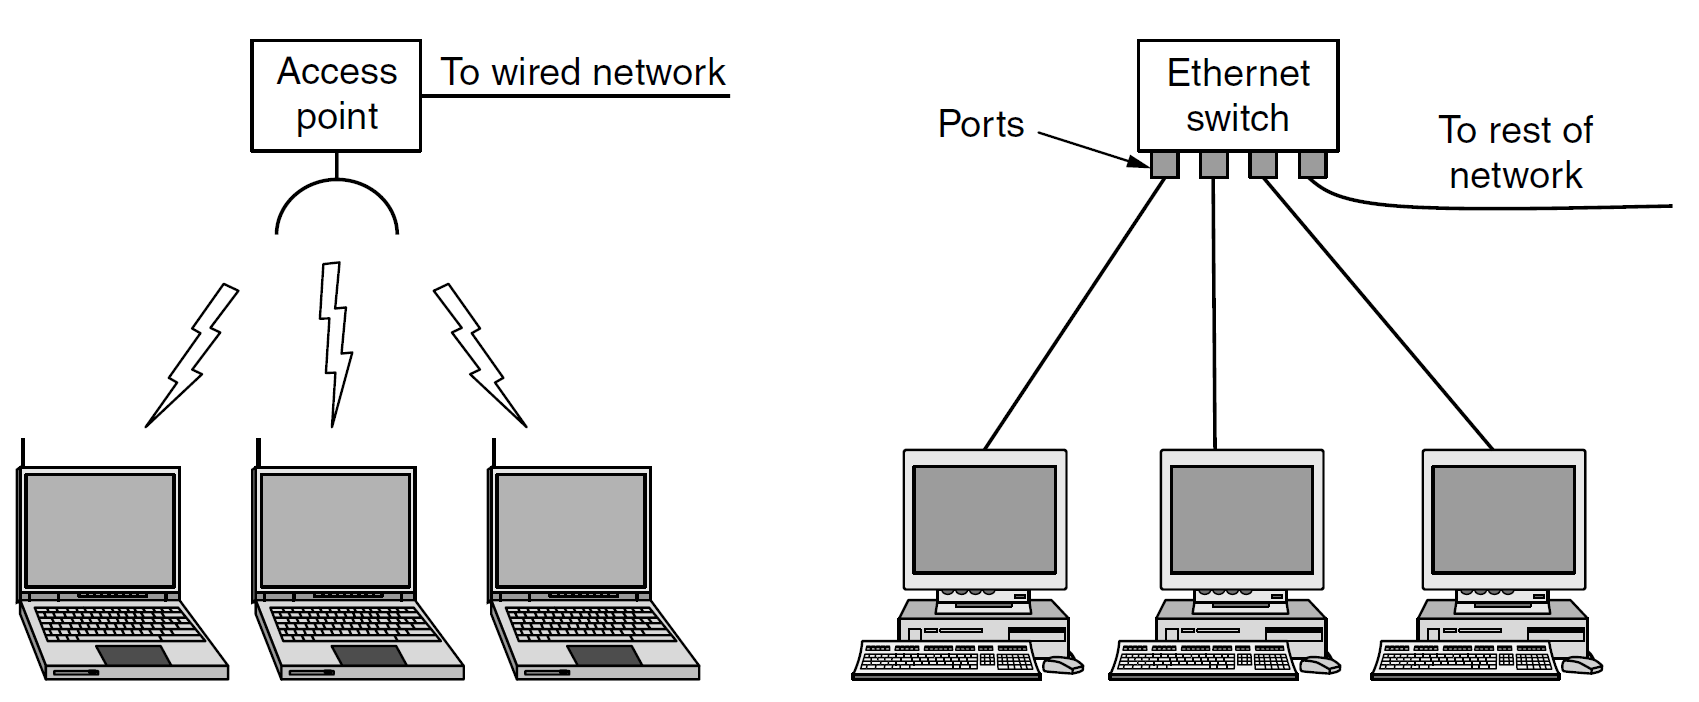 Access
point
To wired network
Ethernet
switch
Ports
To rest of
network